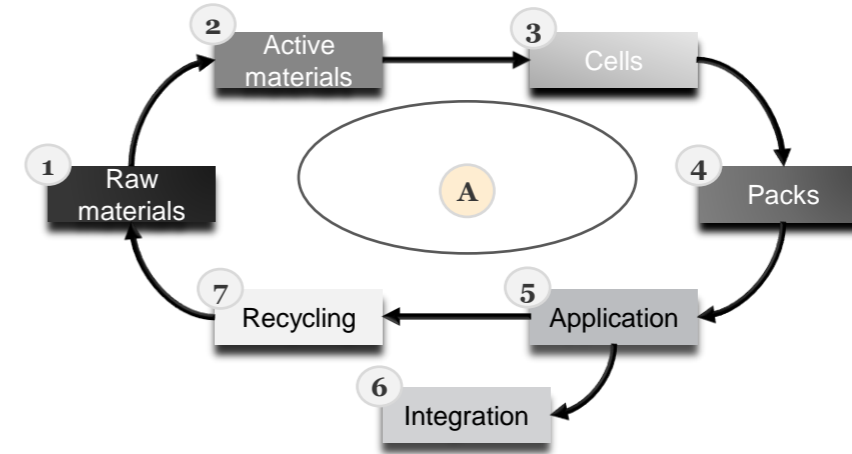 2
Active
materials
3
Cells
1
Raw
materials
A
4
Packs
7
Recycling
5
Application
6
Integration